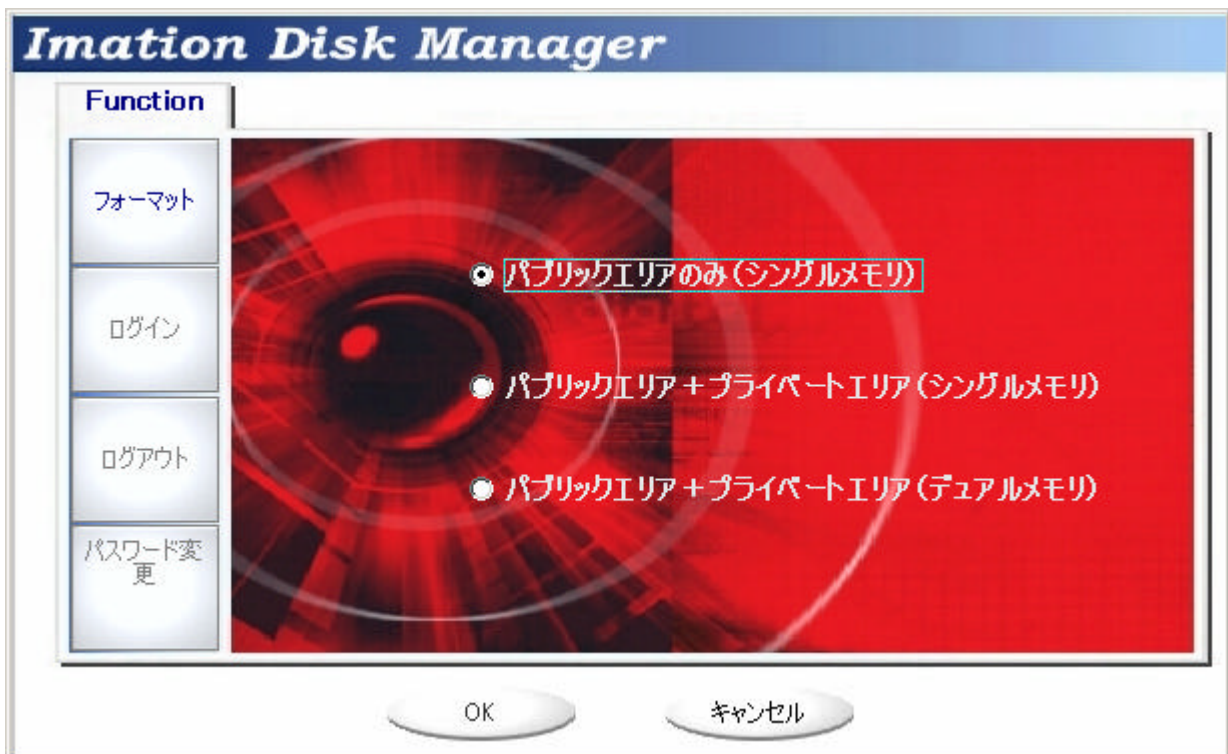 Imation Disk Manager
Function
フォーマット
ログイン
ログアウト
パスワード変
更
パブリックエリアのみ(シングルメモリ)
パブリックエリア+プライベートエリア(シングルメモリ)
パブリックエリア+プライベートエリア(デュアルメモリ)
OK
キャンセル